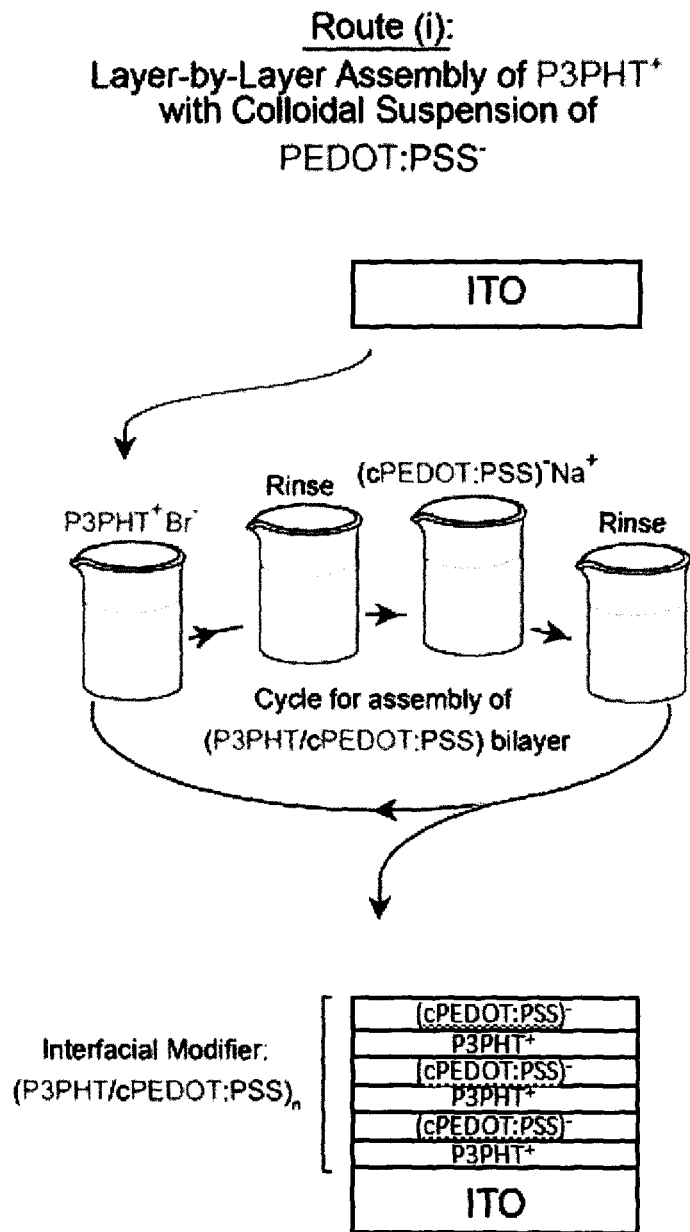 Route (i):
Layer-by-Layer Assembly of P3PHT⁺
with Colloidal Suspension of
PEDOT:PSS⁻
ITO
P3PHT⁺Br⁻
Rinse
(cPEDOT:PSS)⁻Na⁺
Rinse
Cycle for assembly of
(P3PHT/cPEDOT:PSS) bilayer
Interfacial Modifier:
(P3PHT/cPEDOT:PSS)ₙ
(cPEDOT:PSS)⁻
P3PHT⁺
(cPEDOT:PSS)⁻
P3PHT⁺
(cPEDOT:PSS)⁻
P3PHT⁺
ITO